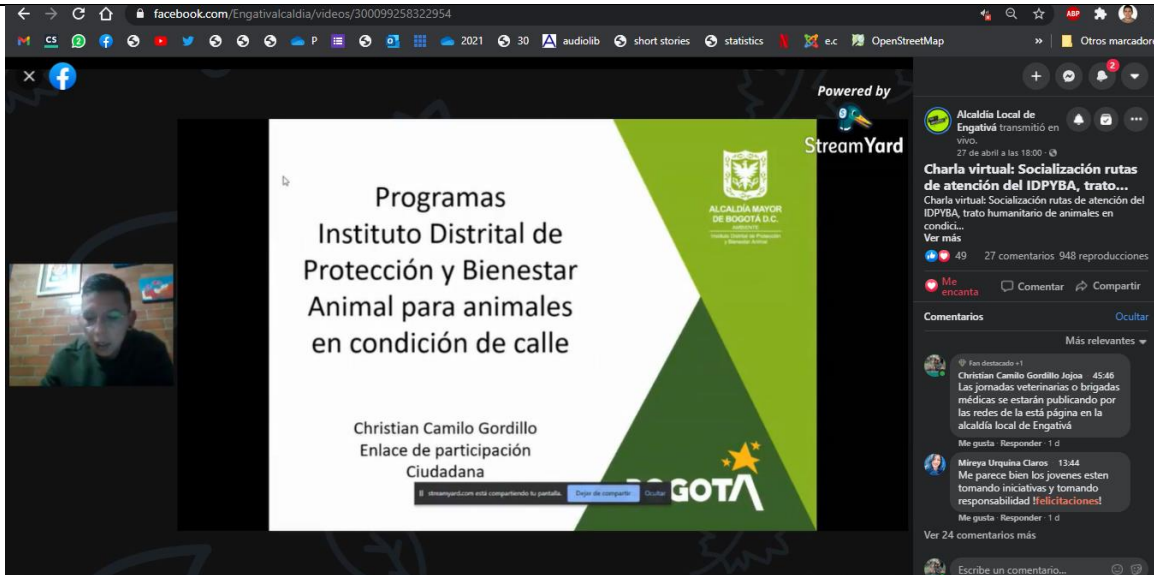 facebook.com/Engativalcaldia/videos/300099258322954
ABP
CS
2
P
2021
30
audiolib
short stories
statistics
e.c
OpenStreetMap
»
Otros marcador
Powered by
StreamYard
Programas
Instituto Distrital de
Protección y Bienestar
Animal para animales
en condición de calle
Christian Camilo Gordillo
Enlace de participación
Ciudadana
ALCALDÍA MAYOR
DE BOGOTÁ D.C.
AMBIENTE
Instituto Distrital de Protección
y Bienestar Animal
streamyard.com está compartiendo tu pantalla.
Dejar de compartir
Ocultar
GOTA
2
Alcaldía Local de
Engativá transmitió en
vivo.
27 de abril a las 18:00 ·
Charla virtual: Socialización rutas
de atención del IDPYBA, trato...
Charla virtual: Socialización rutas de atención del
IDPYBA, trato humanitario de animales en
condici...
Ver más
49
27 comentarios 948 reproducciones
Me
encanta
Comentar
Compartir
Comentarios
Ocultar
Más relevantes
Fan destacado +1
Christian Camilo Gordillo Jojoa · 45:46
Las jornadas veterinarias o brigadas
médicas se estarán publicando por
las redes de la está página en la
alcaldía local de Engativá
Me gusta · Responder · 1 d
Mireya Urquina Claros · 13:44
Me parece bien los jovenes esten
tomando iniciativas y tomando
responsabilidad !felicitaciones!
Me gusta · Responder · 1 d
Ver 24 comentarios más
Escribe un comentario...